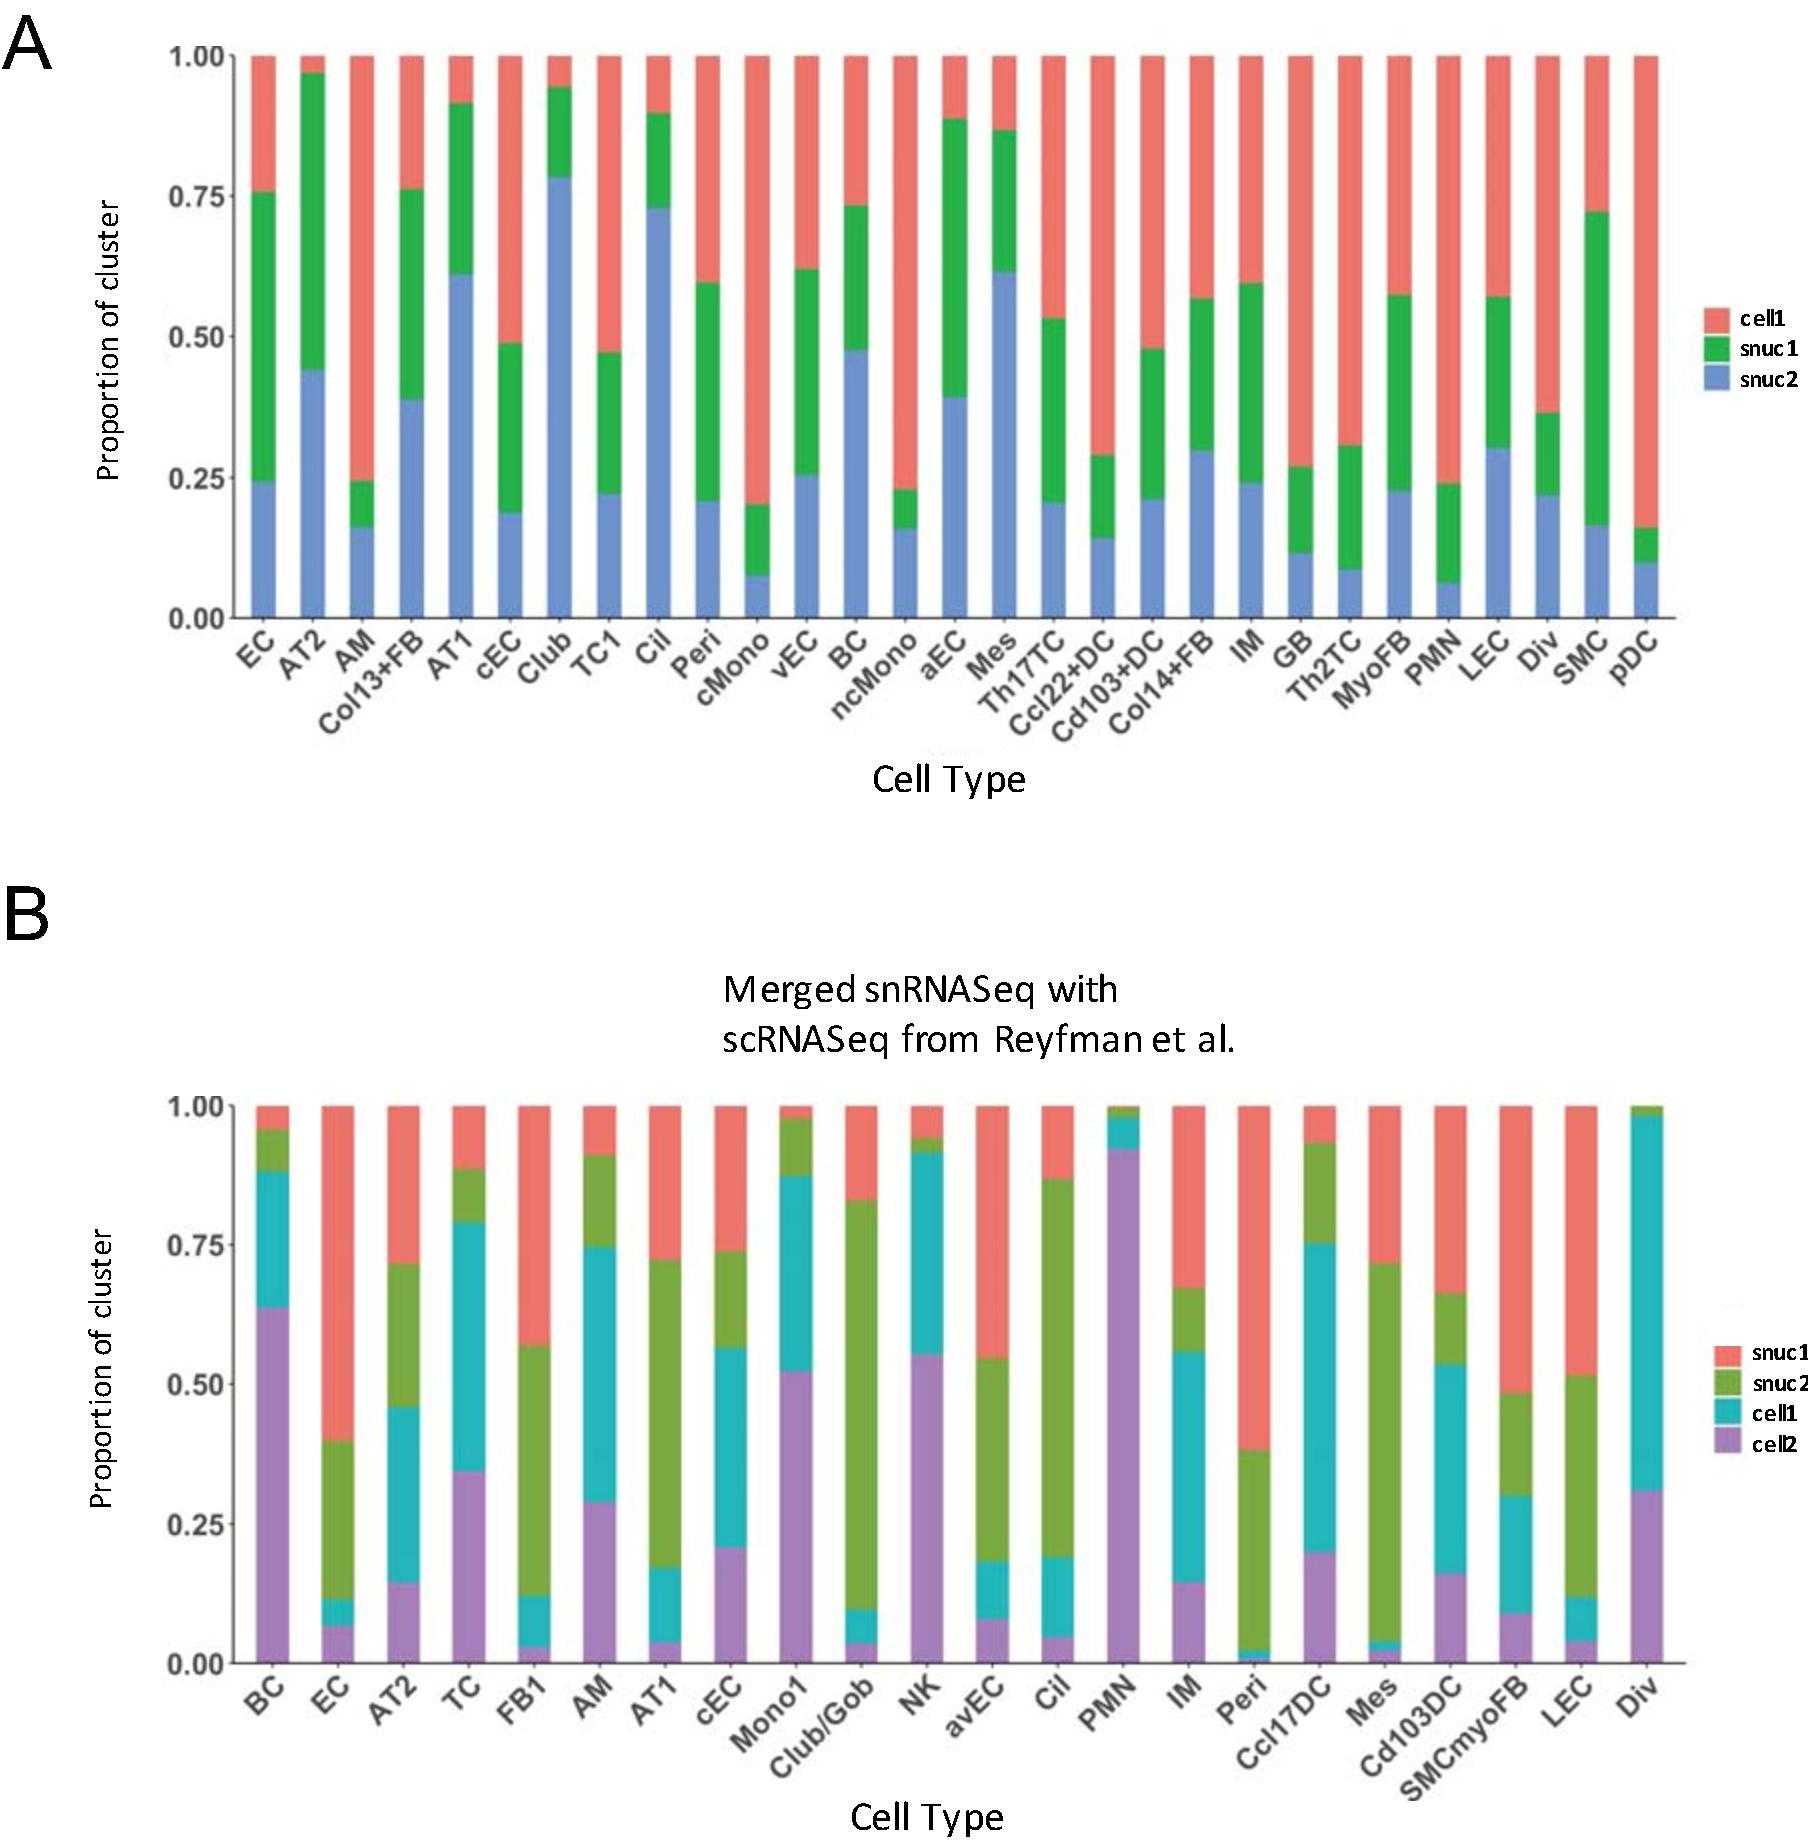 A
1.00
0.75
0.50
0.25
0.00
Proportion of cluster
EC
AT2
AM
Col13+FB
AT1
cEC
Club
TC1
Cil
Peri
cMono
vEC
BC
ncMono
aEC
Mes
Th17TC
Ccl22+DC
Cd103+DC
Col14+FB
IM
GB
Th2TC
MyoFB
PMN
LEC
Div
SMC
pDC
Cell Type
cell1
snuc1
snuc2
B
Merged snRNASeq with
scRNASeq from Reyfman et al.
1.00
0.75
0.50
0.25
0.00
Proportion of cluster
BC
EC
AT2
TC
FB1
AM
AT1
cEC
Mono1
Club/Gob
NK
avEC
Cil
PMN
IM
Peri
Ccl17DC
Mes
Cd103DC
SMCmyoFB
LEC
Div
Cell Type
snuc1
snuc2
cell1
cell2